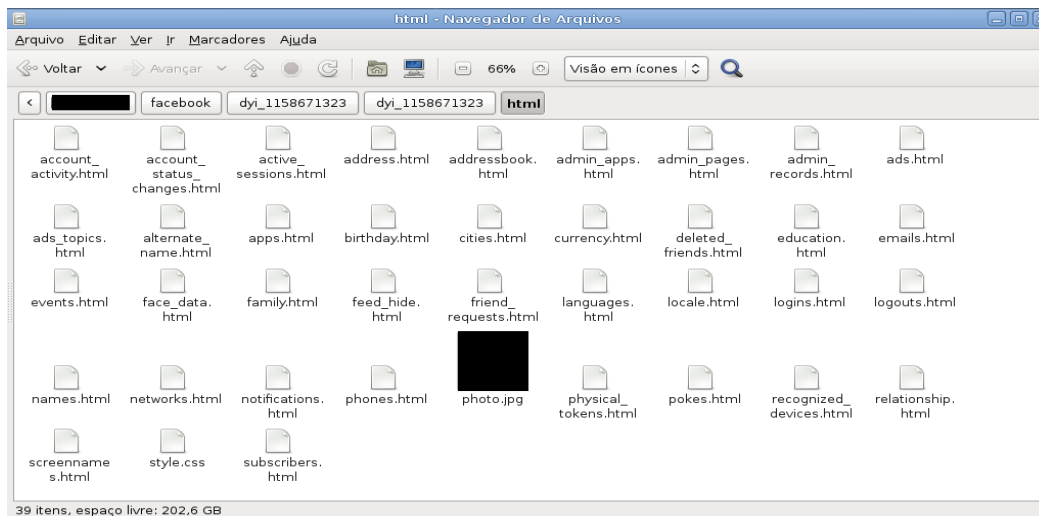 html - Navegador de Arquivos
Arquivo Editar Ver Ir Marcadores Ajuda
Voltar Avançar 66% Visão em ícones
facebook dyi_1158671323 dyi_1158671323 html
account_ account_ active_ address.html addressbook. admin_apps. admin_pages. admin_ ads.html
activity.html status_ sessions.html html html html records.html
changes.html
ads_topics. alternate_ apps.html birthday.html cities.html currency.html deleted_ education. emails.html
html name.html friends.html html
events.html face_data. family.html feed_hide. friend_ languages. locale.html logins.html logouts.html
html html requests.html html
names.html networks.html notifications. phones.html photo.jpg physical_ pokes.html recognized_ relationship.
html tokens.html devices.html html
screenname style.css subscribers.
s.html html
39 itens, espaço livre: 202,6 GB